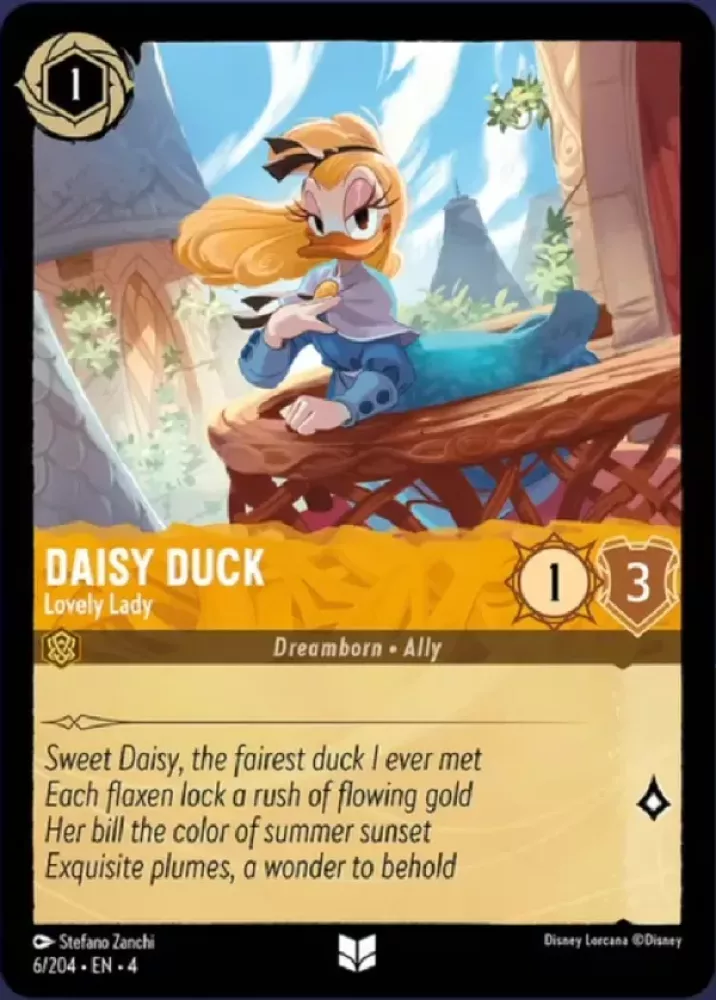 1
DAISY DUCK
Lovely Lady
1
3
Dreamborn • Ally
Sweet Daisy, the fairest duck I ever met
Each flaxen lock a rush of flowing gold
Her bill the color of summer sunset
Exquisite plumes, a wonder to behold
Stefano Zanchi
Disney Lorcana ©Disney
6/204 • EN • 4